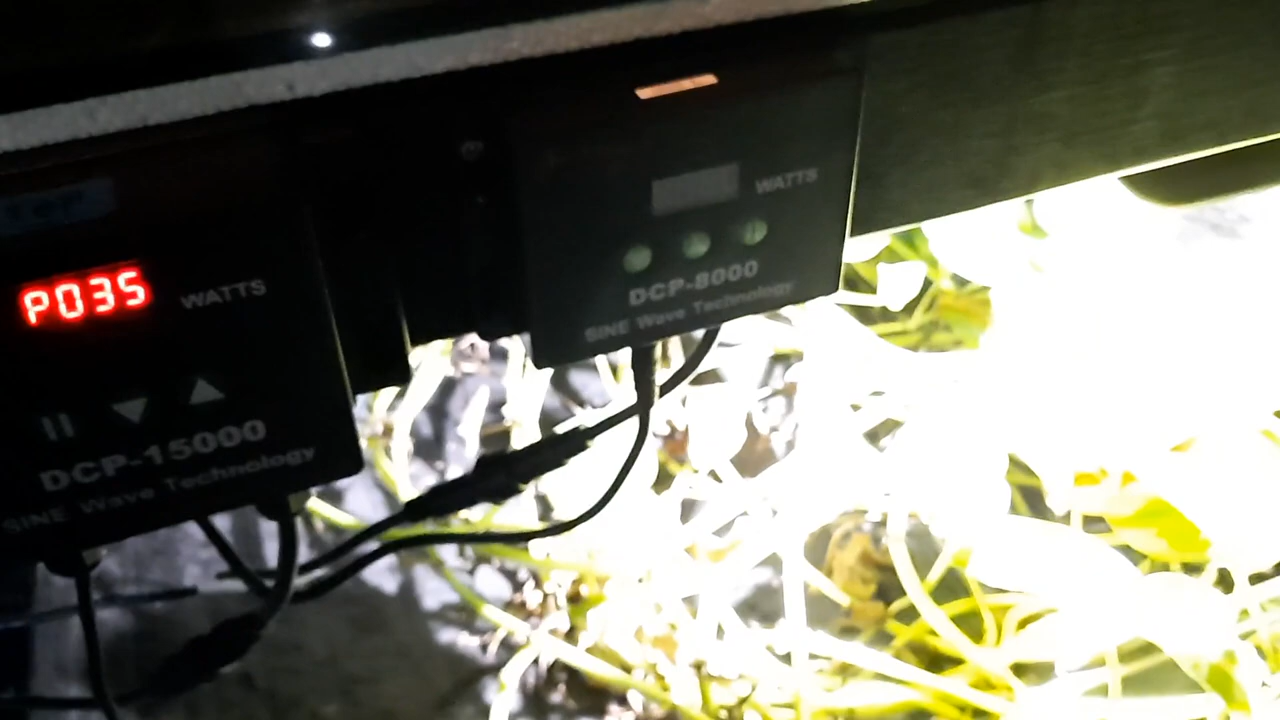 P035 WATTS
DCP-15000
SINE Wave Technology
WATTS
DCP-8000
SINE Wave Technology